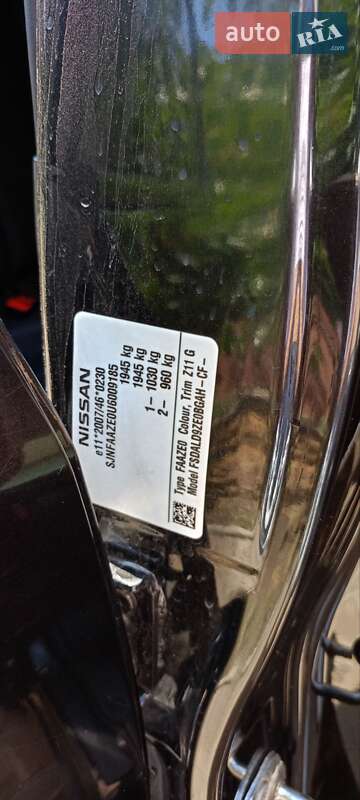 auto RIA.com
NISSAN
e11*2007/46*0230
SJNFAAZE0U6009185
1945 kg
1945 kg
1- 1030 kg
2- 960 kg
Type FAAZE0 Colour, Trim Z11 G
Model FSDALD9ZE0BGAH-CF-